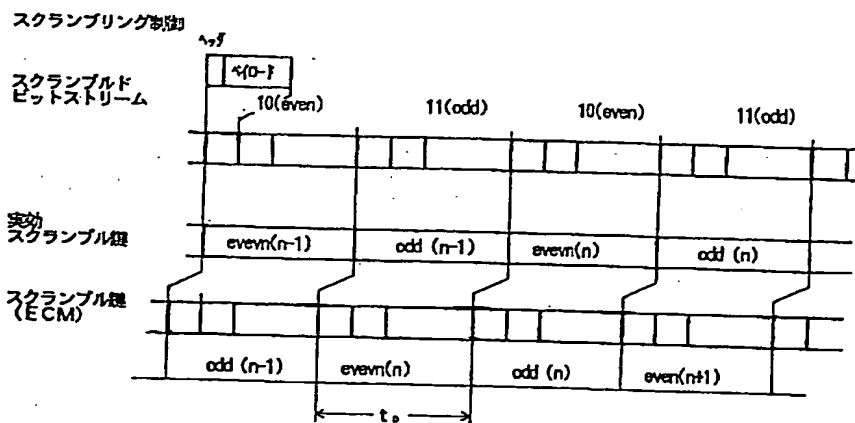 スクランブリング制御
ヘッダ
ペイロード
スクランブルド
ビットストリーム
10(even) 11(odd) 10(even) 11(odd)
実効
スクランブル鍵
evevn(n-1) odd (n-1) evevn(n) odd (n)
スクランブル鍵
(ECM)
odd (n-1) evevn(n) odd (n) even(n+1)
t。